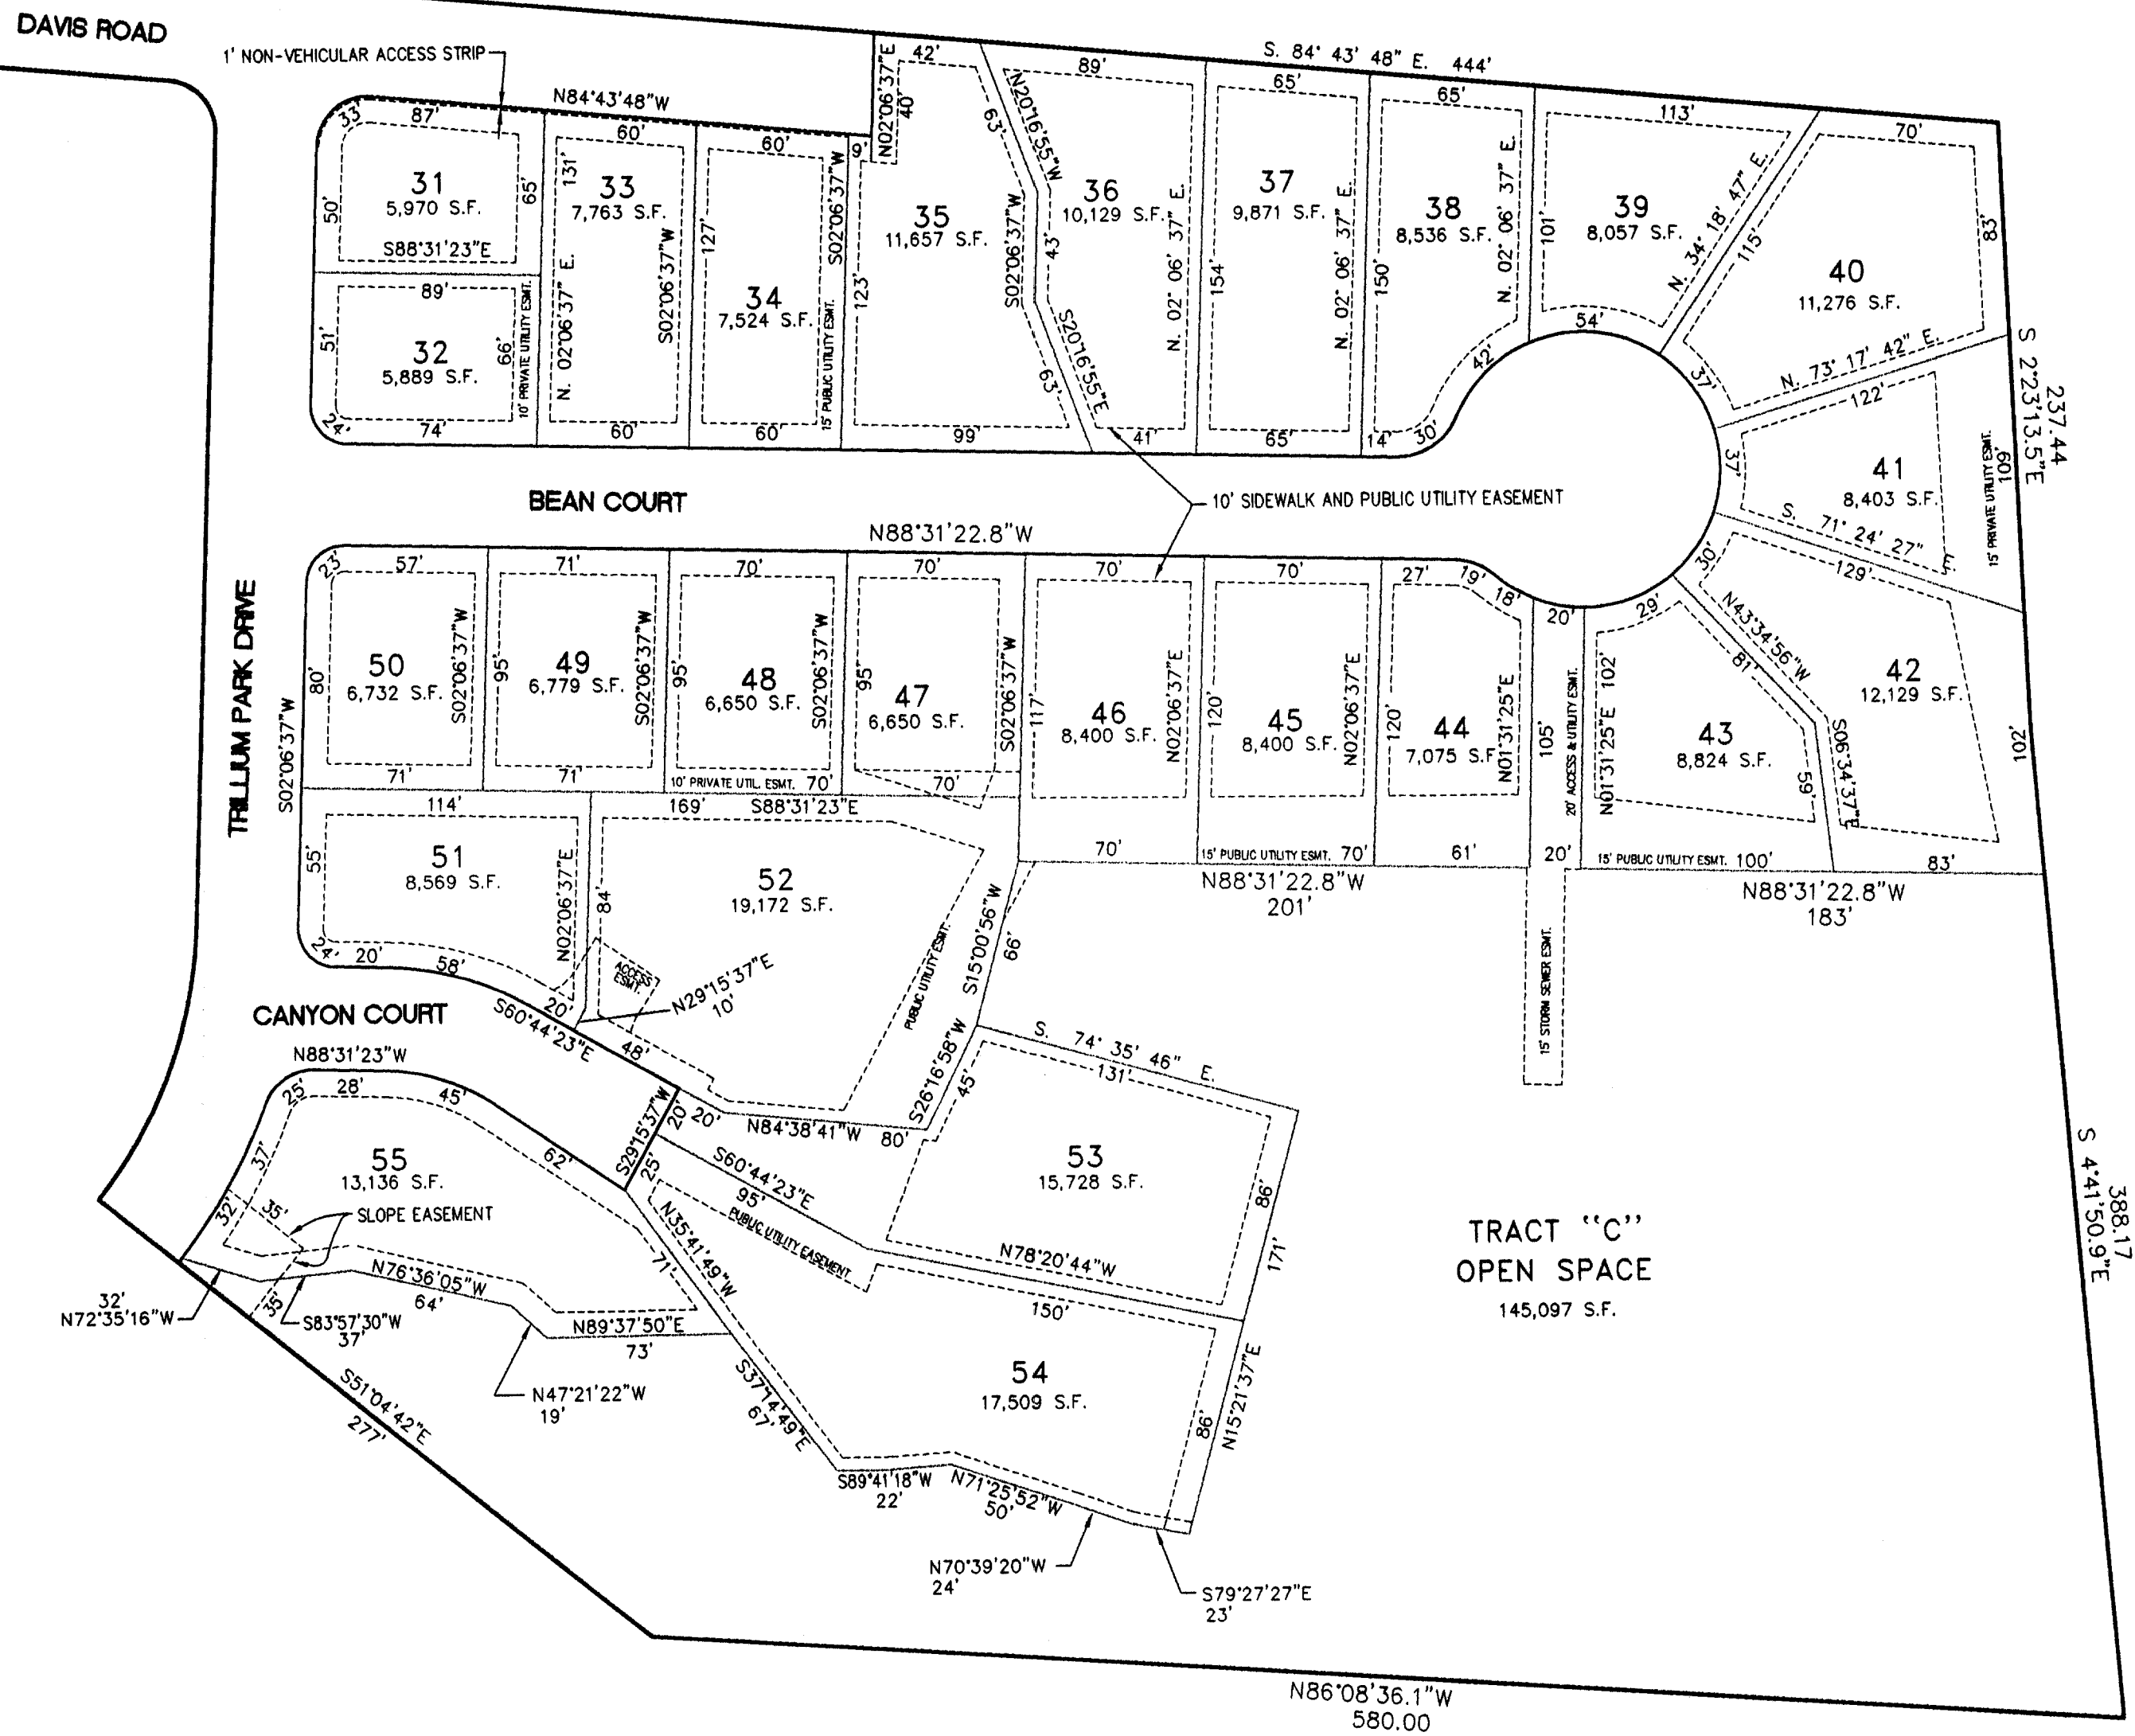 DAVIS ROAD
1' NON-VEHICULAR ACCESS STRIP
N84°43'48"W
S. 84° 43' 48" E. 444'
33'
87'
31
5,970 S.F.
50'
65'
S88°31'23"E
89'
32
5,889 S.F.
51'
66'
10' PRIVATE UTILITY ESMT.
24'
74'
60'
131'
33
7,763 S.F.
N. 02°06'37" E.
S02°06'37"W
60'
60'
127'
34
7,524 S.F.
S02°06'37"W
15' PUBLIC UTILITY ESMT.
60'
9'
N02°06'37"E
40'
42'
35
11,657 S.F.
123'
63'
S02°06'37"W
63'
99'
N20°16'55"W
89'
36
10,129 S.F.
43'
S20°16'55"E
N. 02° 06' 37" E.
41'
65'
37
9,871 S.F.
154'
N. 02° 06' 37" E.
65'
65'
38
8,536 S.F.
150'
N. 02° 06' 37" E.
42'
14'
30'
113'
39
8,057 S.F.
101'
N. 34° 18' 47" E.
54'
70'
115'
40
11,276 S.F.
83'
37'
N. 73° 17' 42" E.
122'
37'
41
8,403 S.F.
S. 71° 24' 27" E.
15' PRIVATE UTILITY ESMT.
109'
S 2°23'13.5"E
237.44
BEAN COURT
10' SIDEWALK AND PUBLIC UTILITY EASEMENT
N88°31'22.8"W
TRILLIUM PARK DRIVE
S02°06'37"W
23'
57'
50
6,732 S.F.
80'
S02°06'37"W
71'
71'
49
6,779 S.F.
95'
S02°06'37"W
71'
70'
48
6,650 S.F.
95'
S02°06'37"W
10' PRIVATE UTIL. ESMT. 70'
70'
47
6,650 S.F.
95'
S02°06'37"W
70'
70'
46
8,400 S.F.
117'
N02°06'37"E
70'
70'
45
8,400 S.F.
120'
N02°06'37"E
15' PUBLIC UTILITY ESMT. 70'
27'
19'
18'
44
7,075 S.F.
120'
N01°31'25"E
61'
20'
105'
20' ACCESS & UTILITY ESMT.
20'
29'
N01°31'25"E 102'
43
8,824 S.F.
81'
N43°34'56"W
59'
S06°34'37"E
15' PUBLIC UTILITY ESMT. 100'
30'
129'
42
12,129 S.F.
102'
83'
N88°31'22.8"W
201'
N88°31'22.8"W
183'
114'
51
8,569 S.F.
55'
N02°06'37"E
24'
20'
58'
20'
169'
S88°31'23"E
84'
52
19,172 S.F.
ACCESS
ESMT.
N29°15'37"E
10'
PUBLIC UTILITY ESMT.
S15°00'56"W
66'
S60°44'23"E
48'
CANYON COURT
N88°31'23"W
S29°15'37"W
20'
20'
N84°38'41"W
80'
S26°16'58"W
45'
S. 74° 35' 46" E.
131'
53
15,728 S.F.
86'
171'
N78°20'44"W
15' STORM SEWER ESMT.
25'
28'
45'
37'
55
13,136 S.F.
62'
32'
35'
SLOPE EASEMENT
35'
25'
S60°44'23"E
95'
PUBLIC UTILITY EASEMENT
N35°41'49"W
71'
150'
54
17,509 S.F.
86'
N15°21'37"E
32'
N72°35'16"W
S83°57'30"W
37'
N76°36'05"W
64'
N89°37'50"E
73'
N47°21'22"W
19'
S37°14'49"E
67'
S89°41'18"W
22'
N71°25'52"W
50'
N70°39'20"W
24'
S79°27'27"E
23'
S51°04'42"E
277'
TRACT "C"
OPEN SPACE
145,097 S.F.
S 4°41'50.9"E
388.17
N86°08'36.1"W
580.00